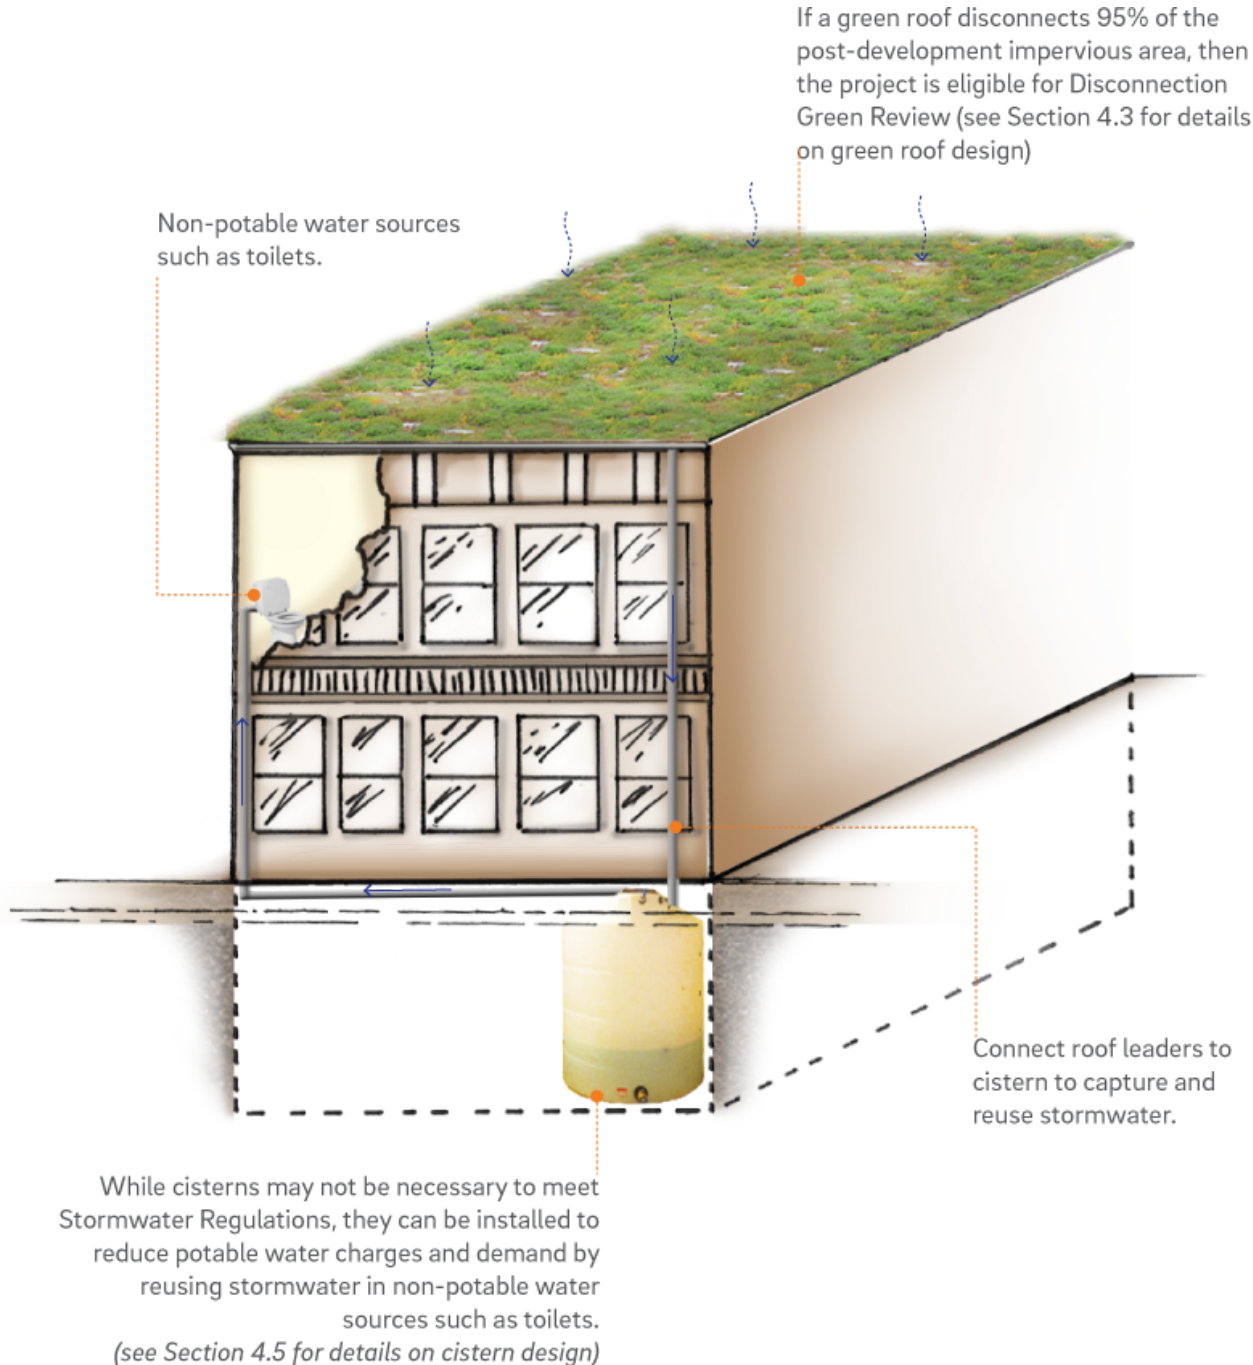 If a green roof disconnects 95% of the
post-development impervious area, then
the project is eligible for Disconnection
Green Review (see Section 4.3 for details
on green roof design)
Non-potable water sources
such as toilets.
Connect roof leaders to
cistern to capture and
reuse stormwater.
While cisterns may not be necessary to meet
Stormwater Regulations, they can be installed to
reduce potable water charges and demand by
reusing stormwater in non-potable water
sources such as toilets.
(see Section 4.5 for details on cistern design)